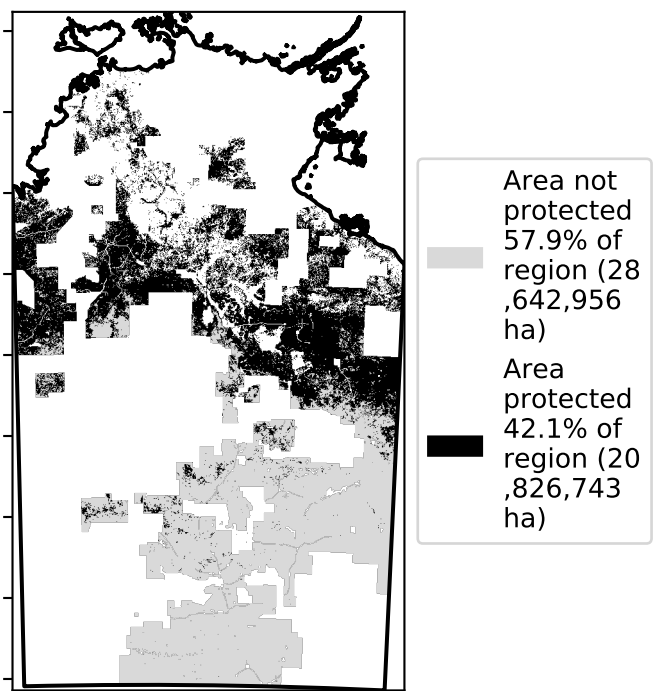 Area not
protected
57.9% of
region (28
,642,956
ha)
Area
protected
42.1% of
region (20
,826,743
ha)